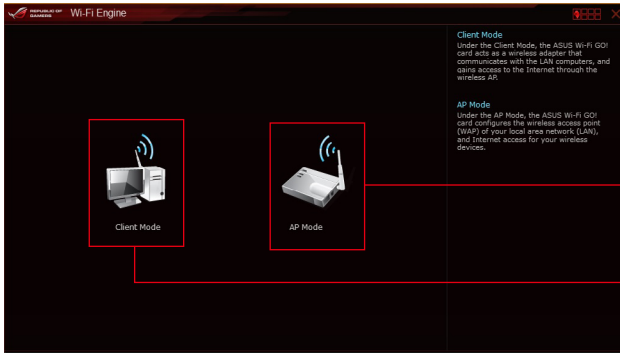 REPUBLIC OF
GAMERS
Wi-Fi Engine
Client Mode
Under the Client Mode, the ASUS Wi-Fi GO!
card acts as a wireless adapter that
communicates with the LAN computers, and
gains access to the Internet through the
wireless AP.
AP Mode
Under the AP Mode, the ASUS Wi-Fi GO!
card configures the wireless access point
(WAP) of your local area network (LAN),
and Internet access for your wireless
devices.
Client Mode
AP Mode